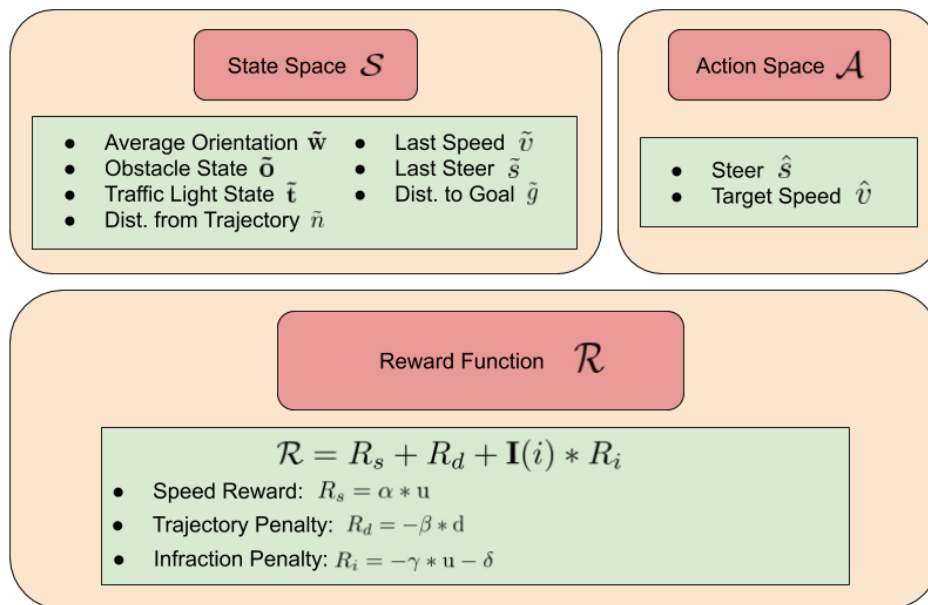 State Space 𝒮
● Average Orientation w̃
● Obstacle State õ
● Traffic Light State t̃
● Dist. from Trajectory ñ
● Last Speed ṽ
● Last Steer s̃
● Dist. to Goal g̃
Action Space 𝒜
● Steer ŝ
● Target Speed v̂
Reward Function ℛ
ℛ = R_s + R_d + I(i) * R_i
● Speed Reward: R_s = α * u
● Trajectory Penalty: R_d = −β * d
● Infraction Penalty: R_i = −γ * u − δ